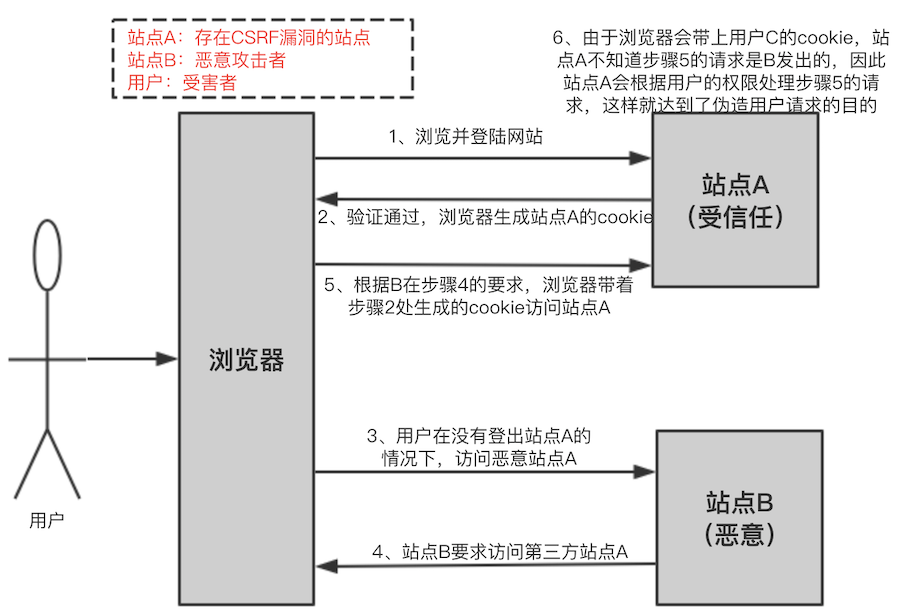 站点A：存在CSRF漏洞的站点
站点B：恶意攻击者
用户：受害者
6、由于浏览器会带上用户C的cookie，站
点A不知道步骤5的请求是B发出的，因此
站点A会根据用户的权限处理步骤5的请
求，这样就达到了伪造用户请求的目的
1、浏览并登陆网站
站点A
（受信任）
2、验证通过，浏览器生成站点A的cookie
5、根据B在步骤4的要求，浏览器带着
步骤2处生成的cookie访问站点A
浏览器
3、用户在没有登出站点A的
情况下，访问恶意站点A
站点B
（恶意）
用户
4、站点B要求访问第三方站点A